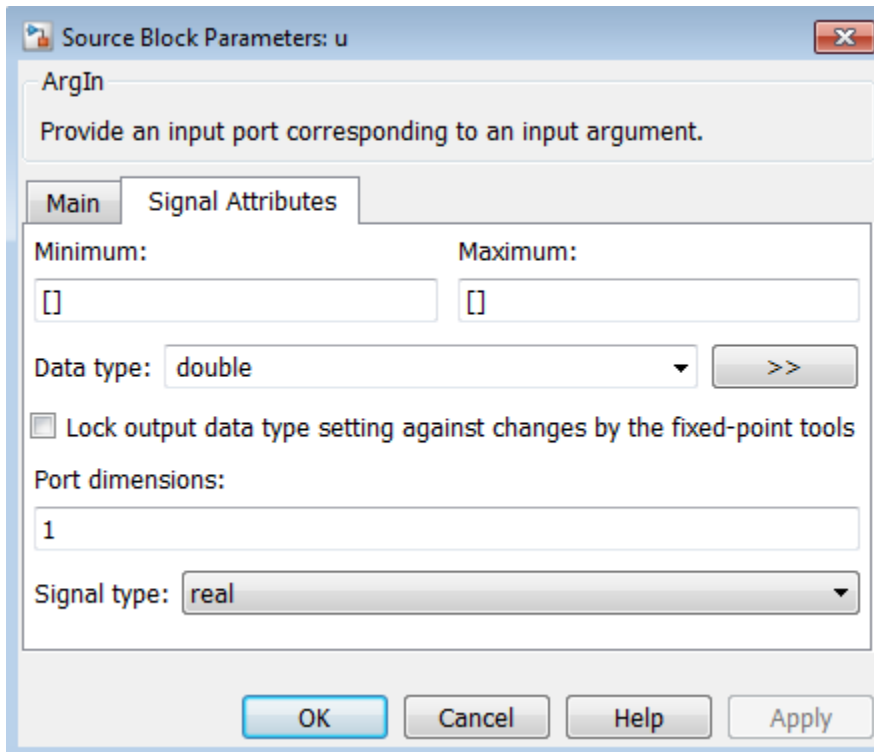 Source Block Parameters: u
ArgIn
Provide an input port corresponding to an input argument.
Main Signal Attributes
Minimum: Maximum:
[] []
Data type: double >>
Lock output data type setting against changes by the fixed-point tools
Port dimensions:
1
Signal type: real
OK Cancel Help Apply